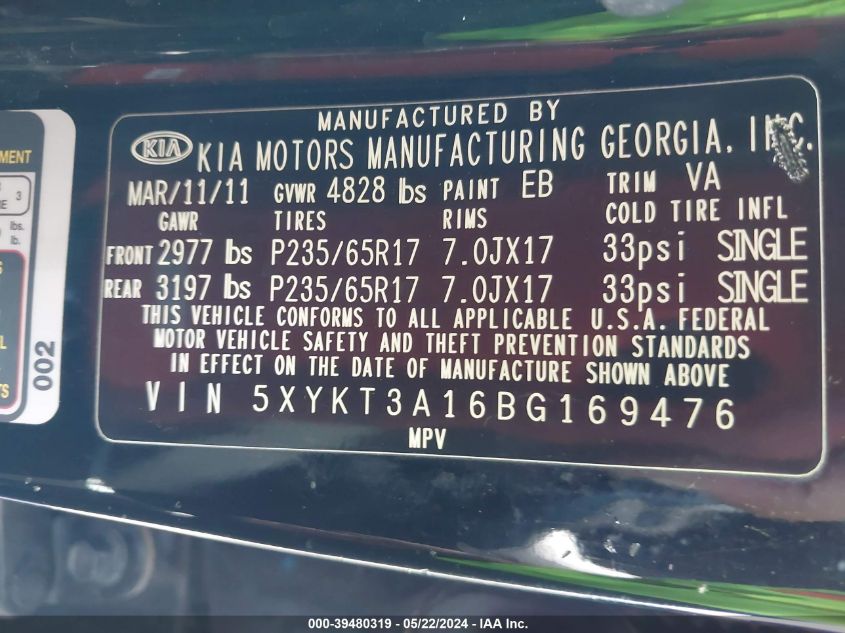 MANUFACTURED BY
KIA KIA MOTORS MANUFACTURING GEORGIA, INC.
MAR/11/11 GVWR 4828 lbs PAINT EB TRIM VA
GAWR TIRES RIMS COLD TIRE INFL
FRONT 2977 lbs P235/65R17 7.0JX17 33psi SINGLE
REAR 3197 lbs P235/65R17 7.0JX17 33psi SINGLE
THIS VEHICLE CONFORMS TO ALL APPLICABLE U.S.A. FEDERAL
MOTOR VEHICLE SAFETY AND THEFT PREVENTION STANDARDS
IN EFFECT ON THE DATE OF MANUFACTURE SHOWN ABOVE
VIN 5XYKT3A16BG169476
MPV
MENT
3
lbs.
lb.
002
000-39480319 - 05/22/2024 - IAA Inc.